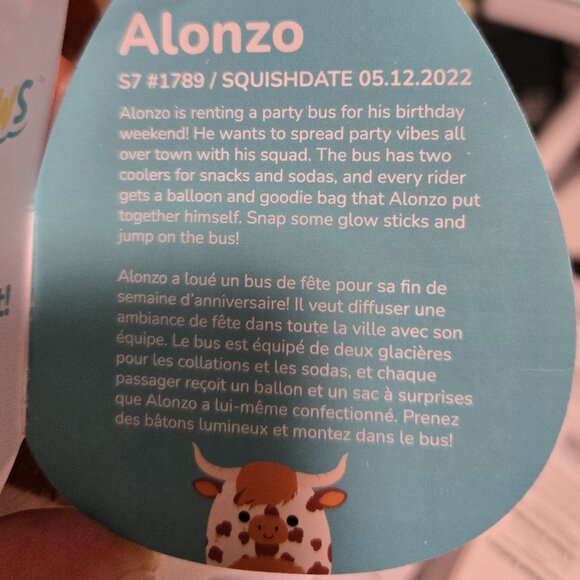 Alonzo
S7 #1789 / SQUISHDATE 05.12.2022
Alonzo is renting a party bus for his birthday
weekend! He wants to spread party vibes all
over town with his squad. The bus has two
coolers for snacks and sodas, and every rider
gets a balloon and goodie bag that Alonzo put
together himself. Snap some glow sticks and
jump on the bus!
Alonzo a loué un bus de fête pour sa fin de
semaine d'anniversaire! Il veut diffuser une
ambiance de fête dans toute la ville avec son
équipe. Le bus est équipé de deux glacières
pour les collations et les sodas, et chaque
passager reçoit un ballon et un sac à surprises
que Alonzo a lui-même confectionné. Prenez
des bâtons lumineux et montez dans le bus!